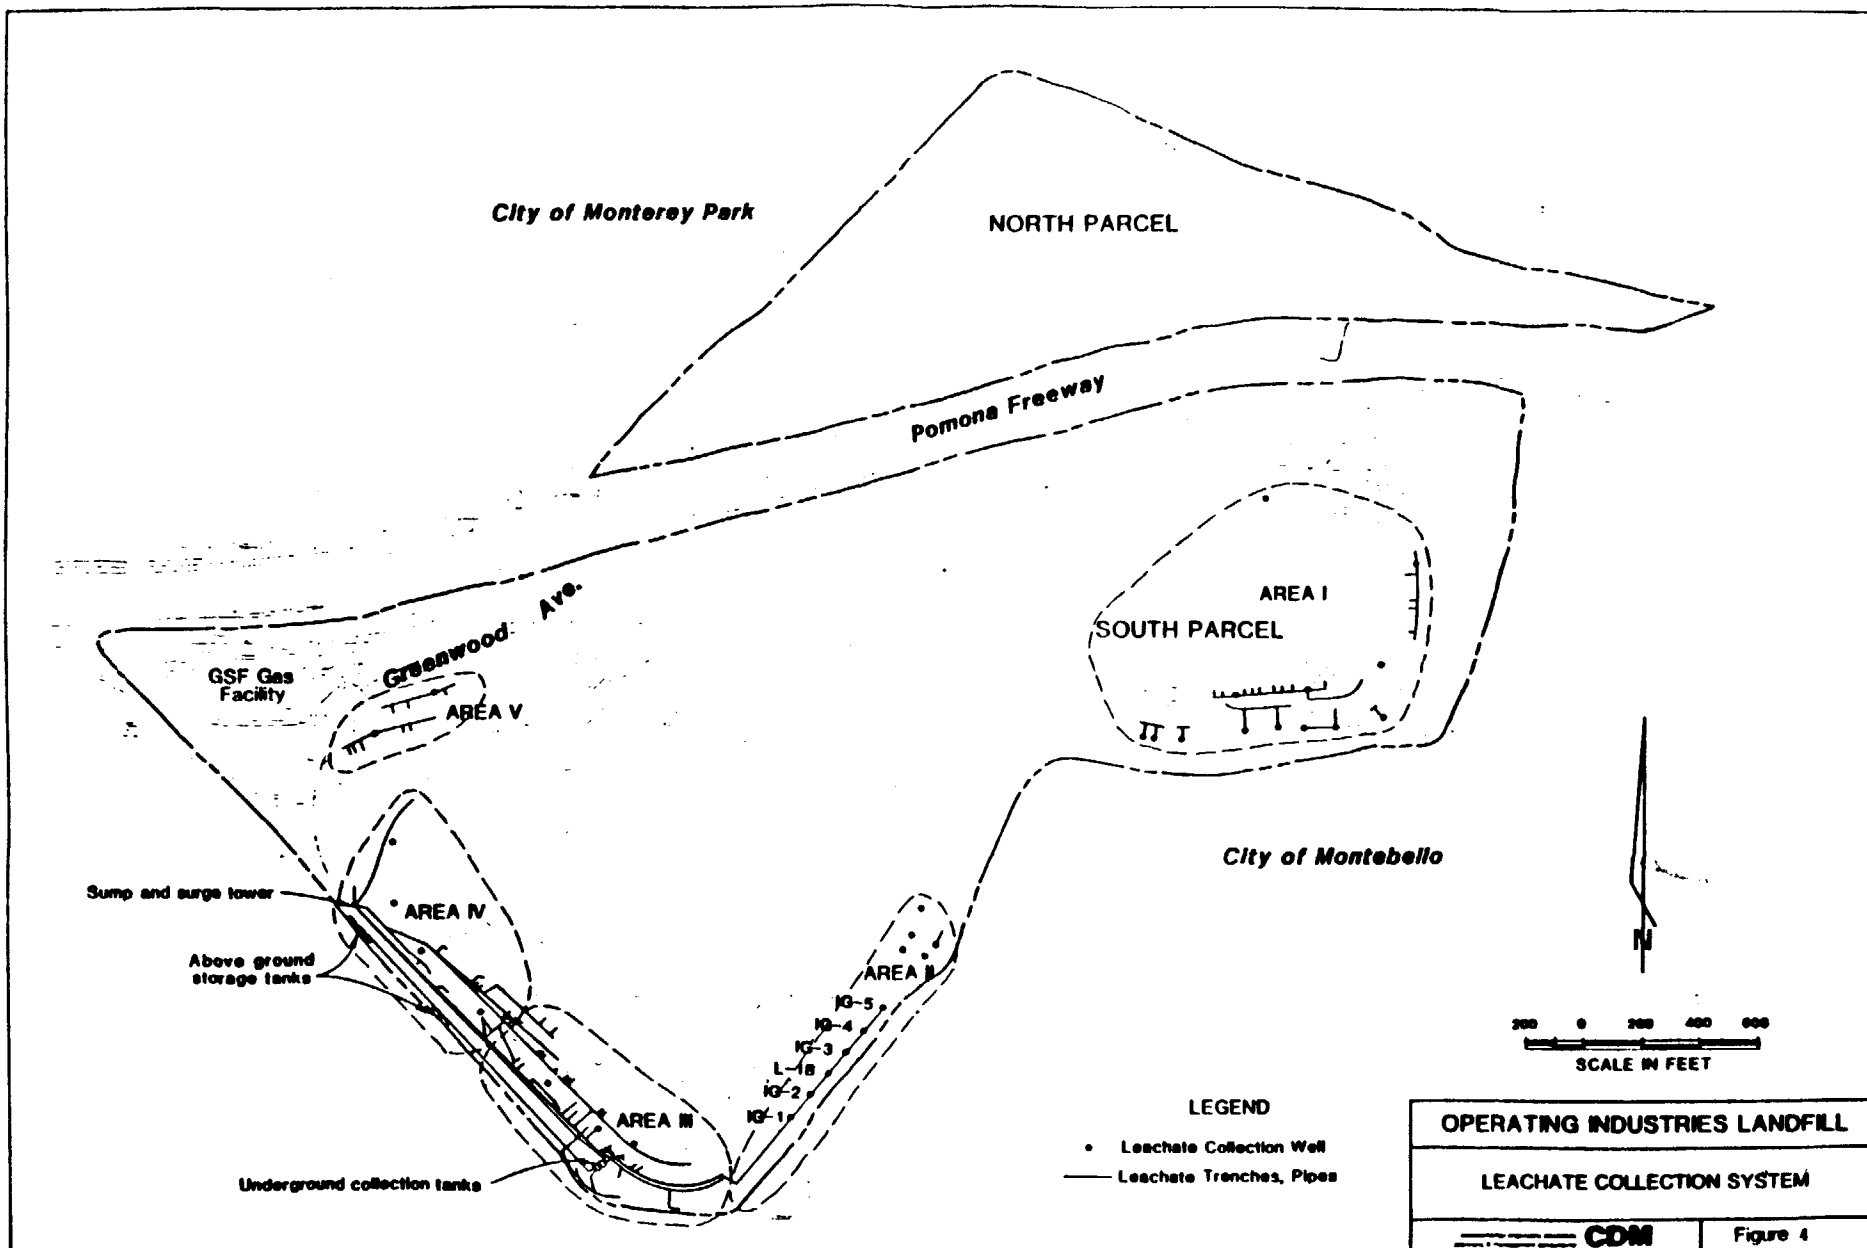 City of Monterey Park
NORTH PARCEL
Pomona Freeway
Greenwood Ave.
GSF Gas
Facility
AREA V
AREA I
SOUTH PARCEL
City of Montebello
Sump and surge tower
AREA IV
Above ground
storage tanks
AREA II
IG-5
IG-4
IG-3
L-18
IG-2
IG-1
AREA III
Underground collection tanks
N
200 0 200 400 600
SCALE IN FEET
LEGEND
Leachate Collection Well
Leachate Trenches, Pipes
OPERATING INDUSTRIES LANDFILL
LEACHATE COLLECTION SYSTEM
CDM
Figure 4